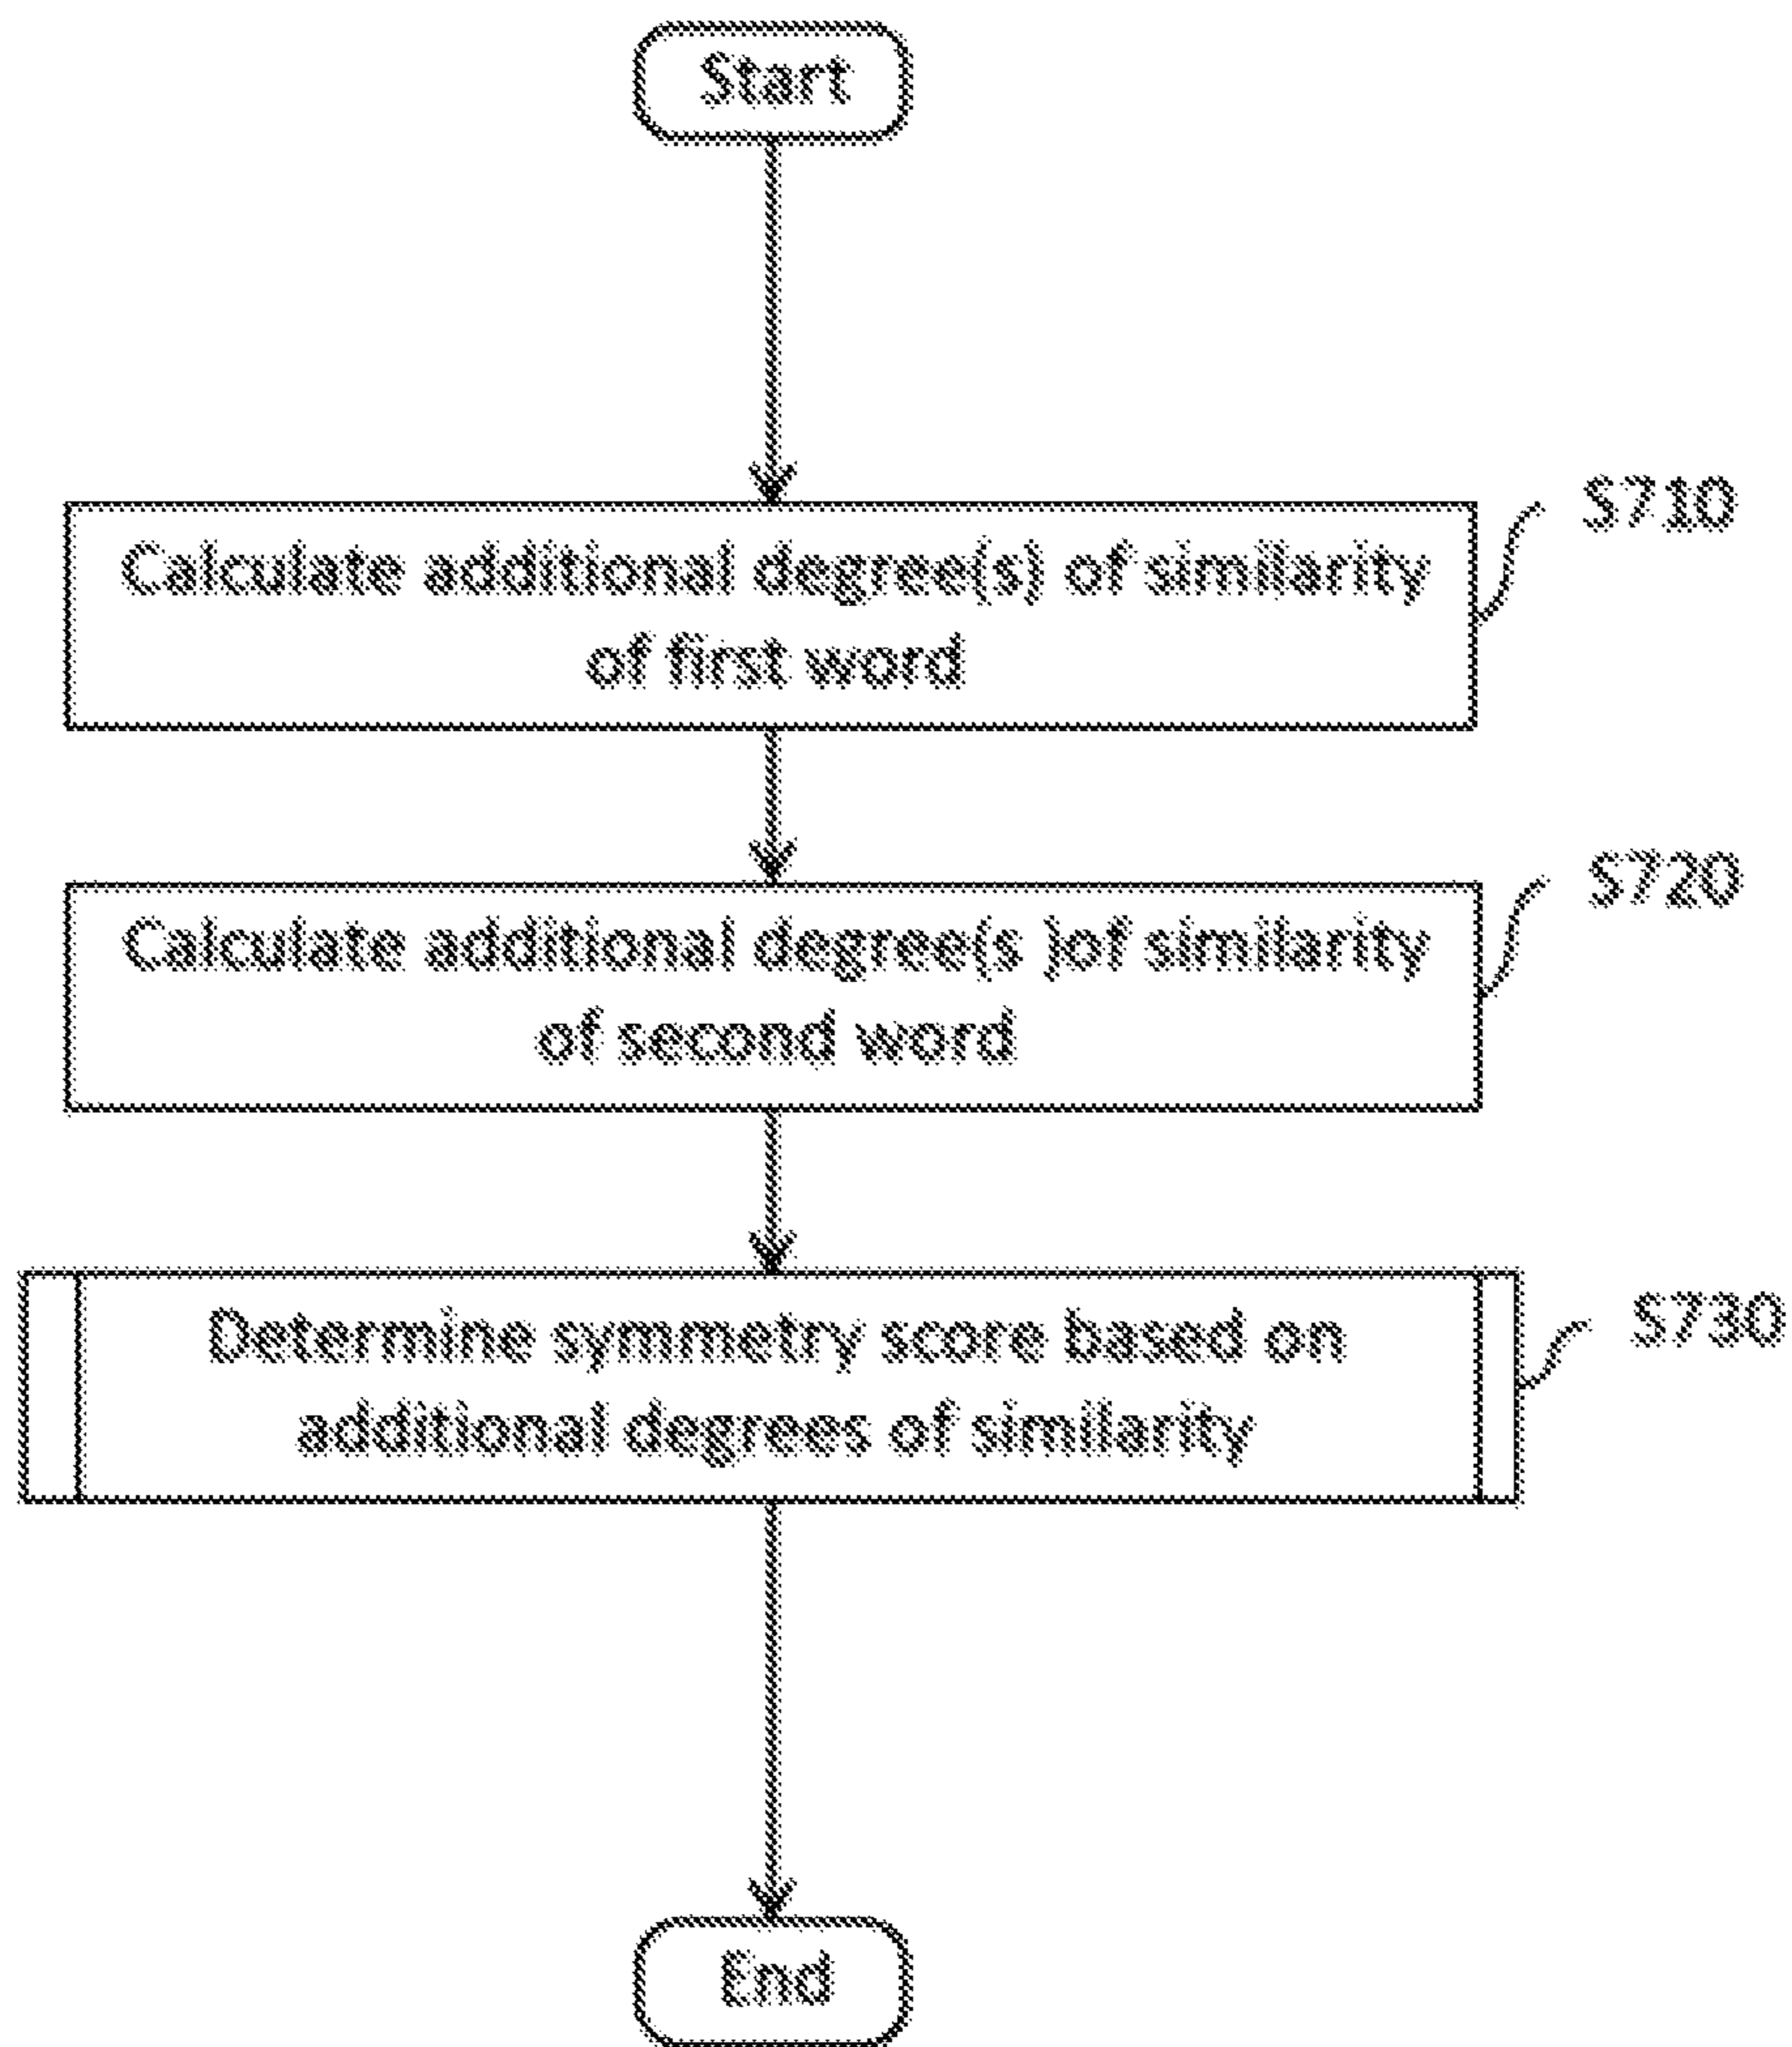 Start
S710
Calculate additional degree(s) of similarity
of first word
S720
Calculate additional degree(s )of similarity
of second word
S730
Determine symmetry score based on
additional degrees of similarity
End